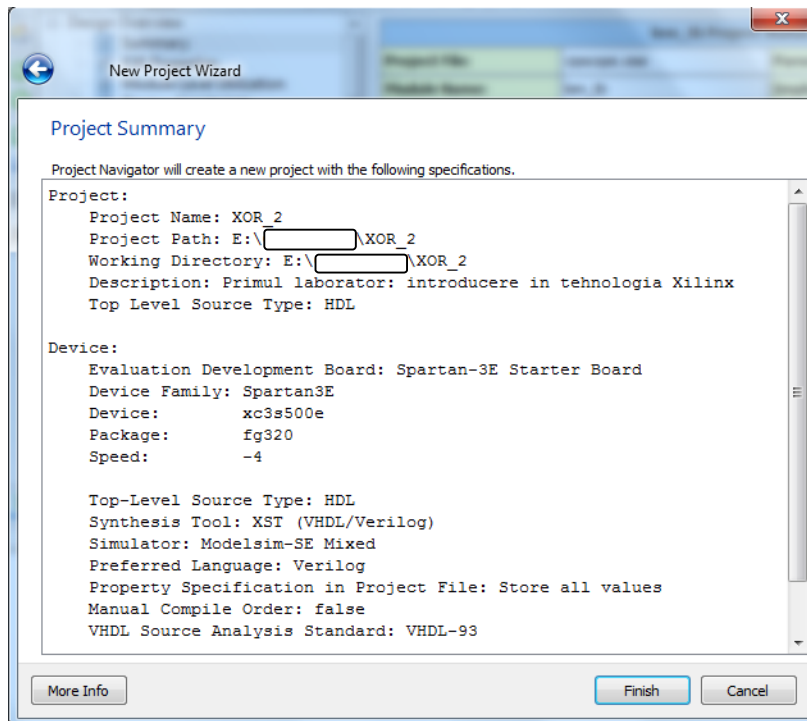 New Project Wizard
Project Summary
Project Navigator will create a new project with the following specifications.
Project:
Project Name: XOR_2
Project Path: E:\ \XOR_2
Working Directory: E:\ \XOR_2
Description: Primul laborator: introducere in tehnologia Xilinx
Top Level Source Type: HDL
Device:
Evaluation Development Board: Spartan-3E Starter Board
Device Family: Spartan3E
Device: xc3s500e
Package: fg320
Speed: -4
Top-Level Source Type: HDL
Synthesis Tool: XST (VHDL/Verilog)
Simulator: Modelsim-SE Mixed
Preferred Language: Verilog
Property Specification in Project File: Store all values
Manual Compile Order: false
VHDL Source Analysis Standard: VHDL-93
More Info
Finish
Cancel